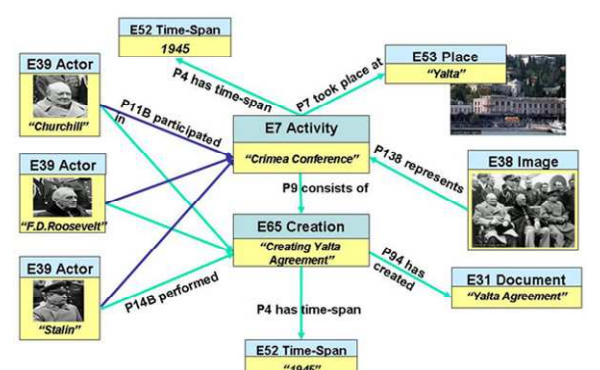 E52 Time-Span
1945
E39 Actor
"Churchill"
P4 has time-span
P7 took place at
E53 Place
"Yalta"
P11B participated
in
E7 Activity
"Crimea Conference"
E39 Actor
"F.D.Roosevelt"
P138 represents
E38 Image
P9 consists of
E65 Creation
"Creating Yalta
Agreement"
P94 has
created
E31 Document
"Yalta Agreement"
E39 Actor
"Stalin"
P14B performed
P4 has time-span
E52 Time-Span
"1945"